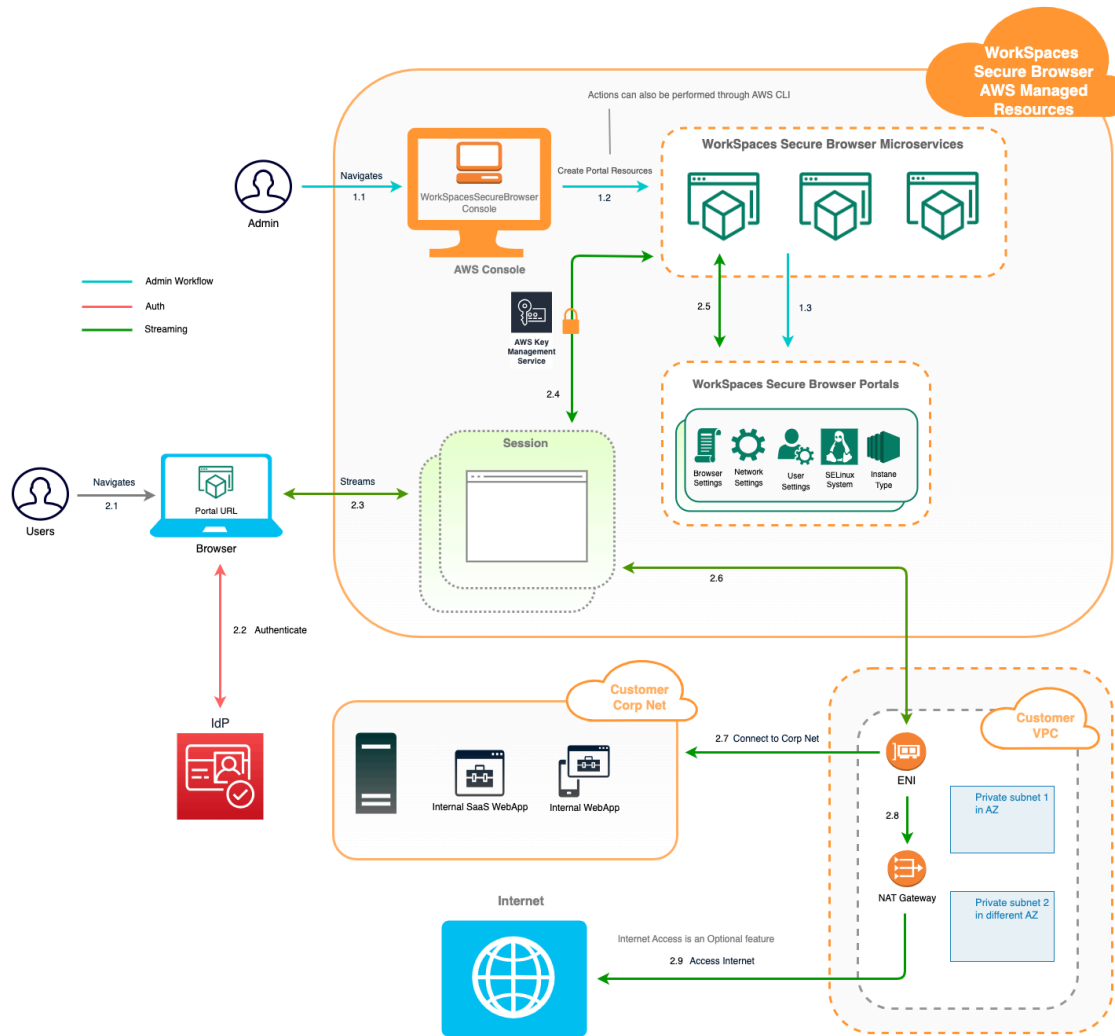 WorkSpaces
Secure Browser
AWS Managed
Resources
Actions can also be performed through AWS CLI
WorkSpaces Secure Browser Microservices
Navigates
1.1
Admin
WorkSpacesSecureBrowser
Console
AWS Console
Create Portal Resources
1.2
Admin Workflow
Auth
Streaming
AWS Key
Management
Service
2.4
2.5
1.3
WorkSpaces Secure Browser Portals
Browser
Settings
Network
Settings
User
Settings
SELinux
System
Instane
Type
Session
Navigates
2.1
Users
Portal URL
Browser
Streams
2.3
2.6
2.2 Authenticate
IdP
Customer
Corp Net
Internal SaaS WebApp
Internal WebApp
2.7 Connect to Corp Net
Customer
VPC
ENI
2.8
Private subnet 1
in AZ
NAT Gateway
Private subnet 2
in different AZ
Internet
Internet Access is an Optional feature
2.9 Access Internet